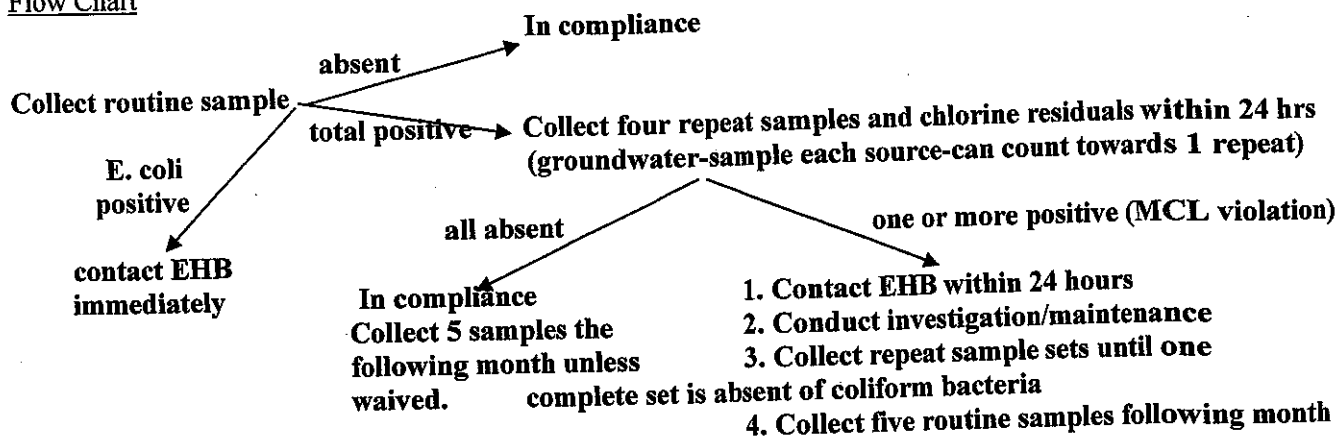 Flow Chart
In compliance
absent
Collect routine sample
total positive
Collect four repeat samples and chlorine residuals within 24 hrs
(groundwater-sample each source-can count towards 1 repeat)
E. coli
positive
contact EHB
immediately
all absent
one or more positive (MCL violation)
In compliance
Collect 5 samples the
following month unless
waived.
1. Contact EHB within 24 hours
2. Conduct investigation/maintenance
3. Collect repeat sample sets until one
complete set is absent of coliform bacteria
4. Collect five routine samples following month